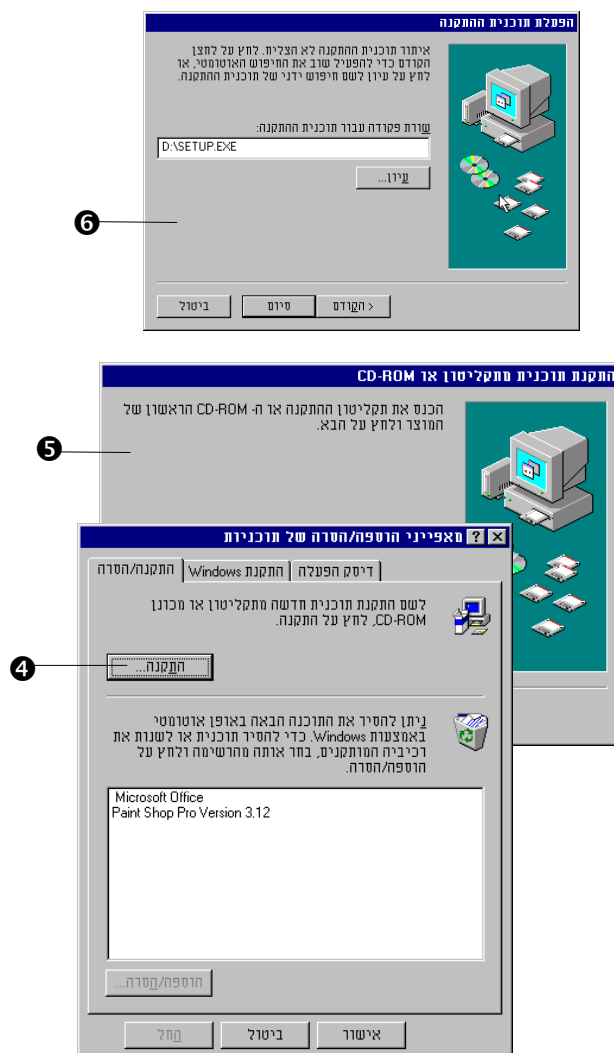 הפעלת תוכנית ההתקנה
איתור תוכנית ההתקנה לא הצליח. לחץ על לחצן
הקודם כדי להפעיל שוב את החיפוש האוטומטי, או
לחץ על עיון לשם חיפוש ידני של תוכנית ההתקנה.
שורת פקודה עבור תוכנית ההתקנה:
D:\SETUP.EXE
עיון...
❻
< הקודם סיום ביטול
התקנת תוכנית מתקליטון או CD-ROM
הכנס את תקליטון ההתקנה או ה- CD-ROM הראשון של
המוצר ולחץ על הבא.
❺
מאפייני הוספה/הסרה של תוכניות
דיסק הפעלה התקנת Windows התקנה/הסרה
לשם התקנת תוכנית חדשה מתקליטון או מכונן
CD-ROM, לחץ על התקנה.
❹
התקנה...
ניתן להסיר את התוכנה הבאה באופן אוטומטי
באמצעות Windows. כדי להסיר תוכנית או לשנות את
רכיביה המותקנים, בחר אותה מהרשימה ולחץ על
הוספה/הסרה.
Microsoft Office
Paint Shop Pro Version 3.12
הוספה/הסרה...
אישור ביטול החל